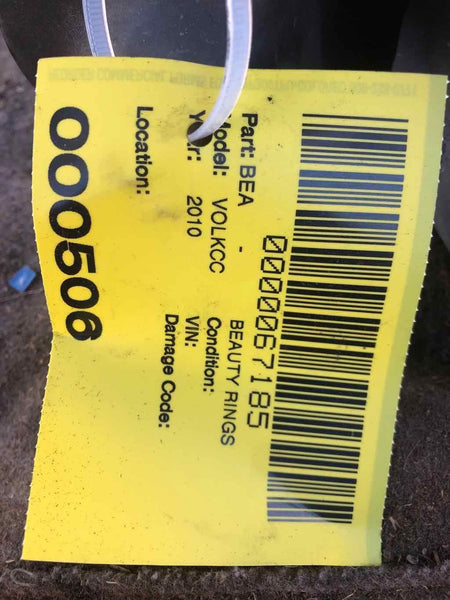 0000067185
Part: BEA - BEAUTY RINGS
Model: VOLKCC Condition:
Year: 2010 VIN:
Damage Code:
Location:
000506